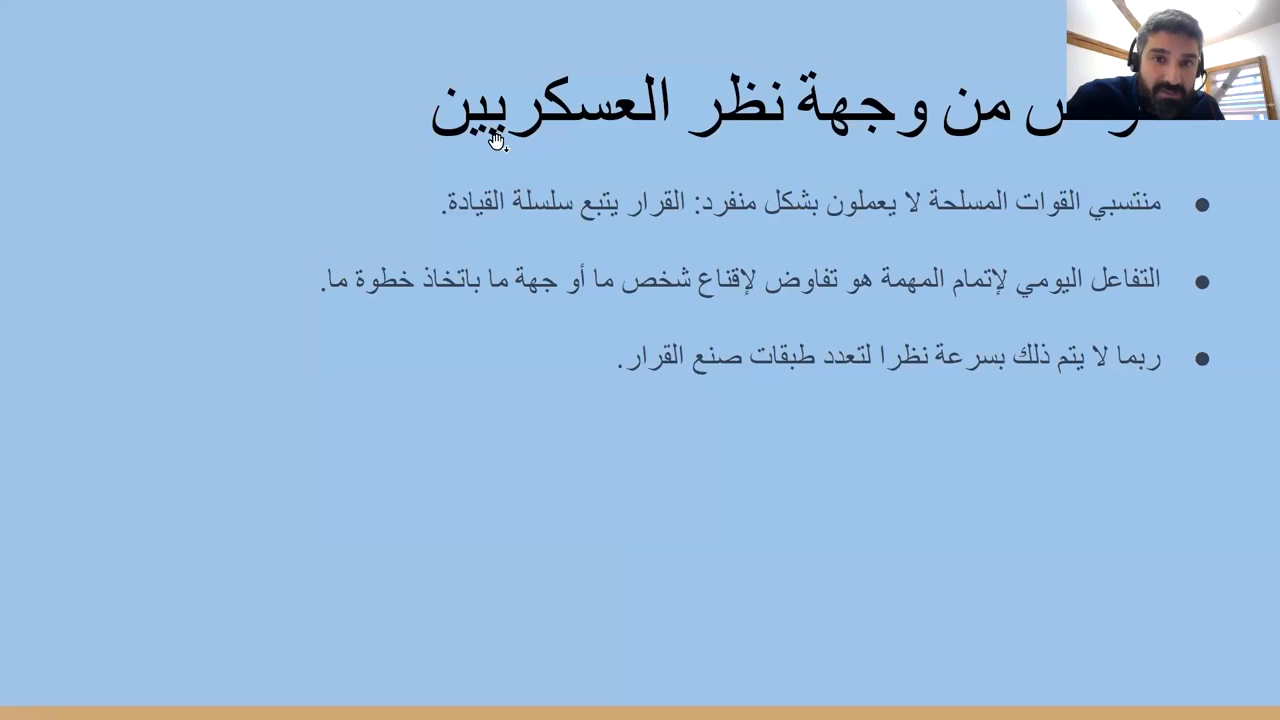 من وجهة نظر العسكريين
منتسبي القوات المسلحة لا يعملون بشكل منفرد: القرار يتبع سلسلة القيادة.
التفاعل اليومي لإتمام المهمة هو تفاوض لإقناع شخص ما أو جهة ما باتخاذ خطوة ما.
ربما لا يتم ذلك بسرعة نظرا لتعدد طبقات صنع القرار.